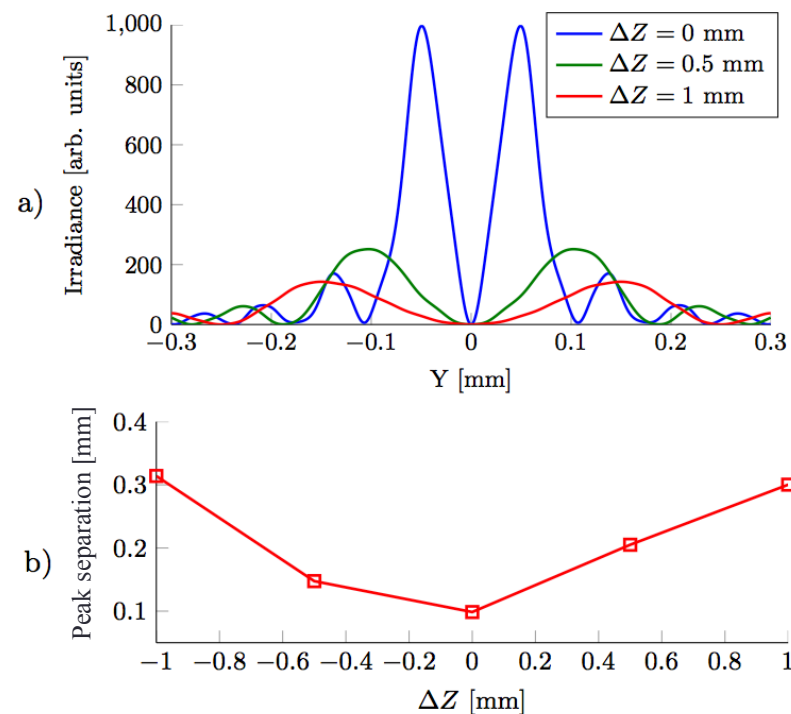 a)
Irradiance [arb. units]
1,000
800
600
400
200
0
−0.3 −0.2 −0.1 0 0.1 0.2 0.3
Y [mm]
ΔZ = 0 mm
ΔZ = 0.5 mm
ΔZ = 1 mm
b)
Peak separation [mm]
0.4
0.3
0.2
0.1
−1 −0.8 −0.6 −0.4 −0.2 0 0.2 0.4 0.6 0.8 1
ΔZ [mm]